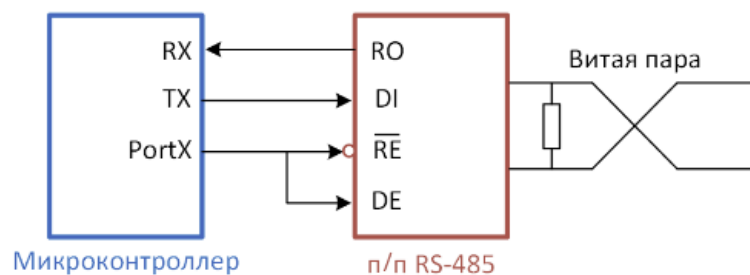 RX
RO
Витая пара
TX
DI
PortX
RE
DE
Микроконтроллер
п/п RS-485